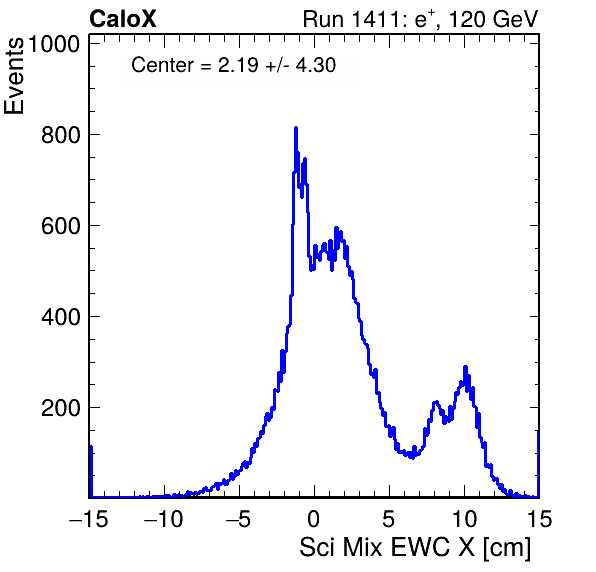 CaloX Run 1411: e+, 120 GeV
Events
Center = 2.19 +/- 4.30
1000
800
600
400
200
−15 −10 −5 0 5 10 15
Sci Mix EWC X [cm]